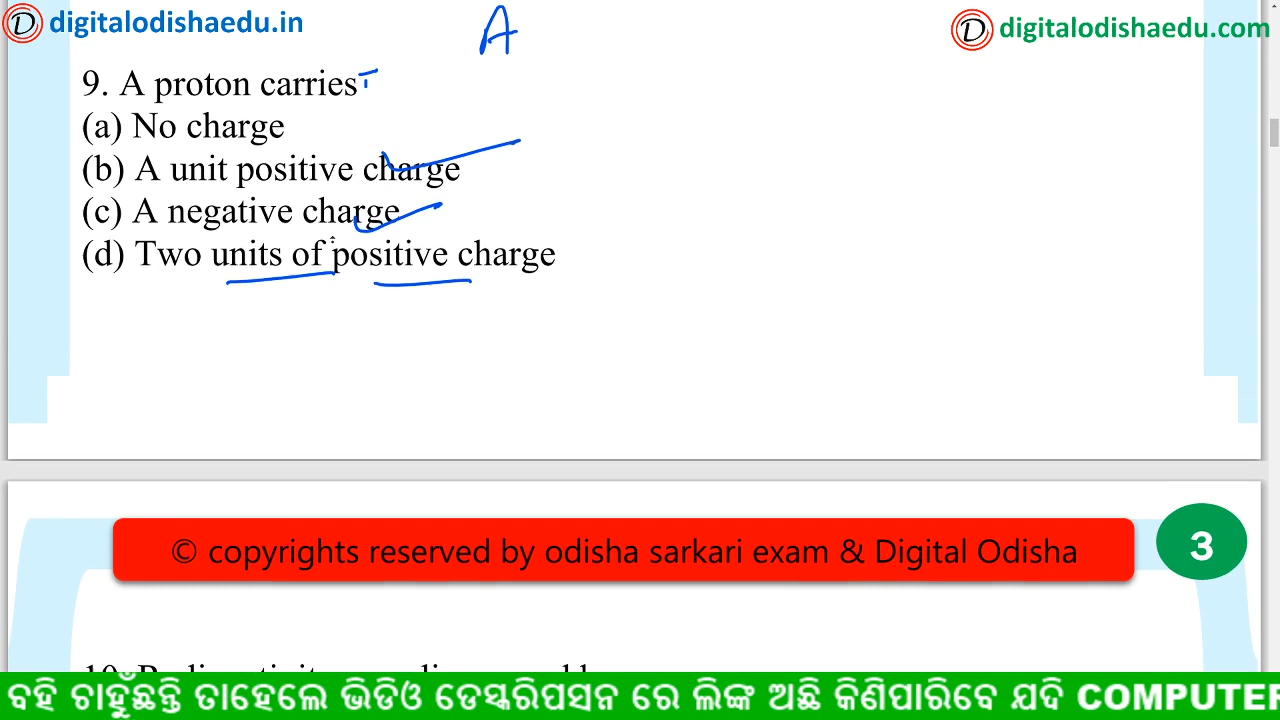 digitalodishaedu.in
digitalodishaedu.com
A
9. A proton carries
(a) No charge
(b) A unit positive charge
(c) A negative charge
(d) Two units of positive charge
© copyrights reserved by odisha sarkari exam & Digital Odisha
3
ବହି ଚାହୁଁଛନ୍ତି ତାହେଲେ ଭିଡିଓ ଡେସ୍କରିପସନ ରେ ଲିଙ୍କ ଅଛି କିଣିପାରିବେ ଯଦି COMPUTER